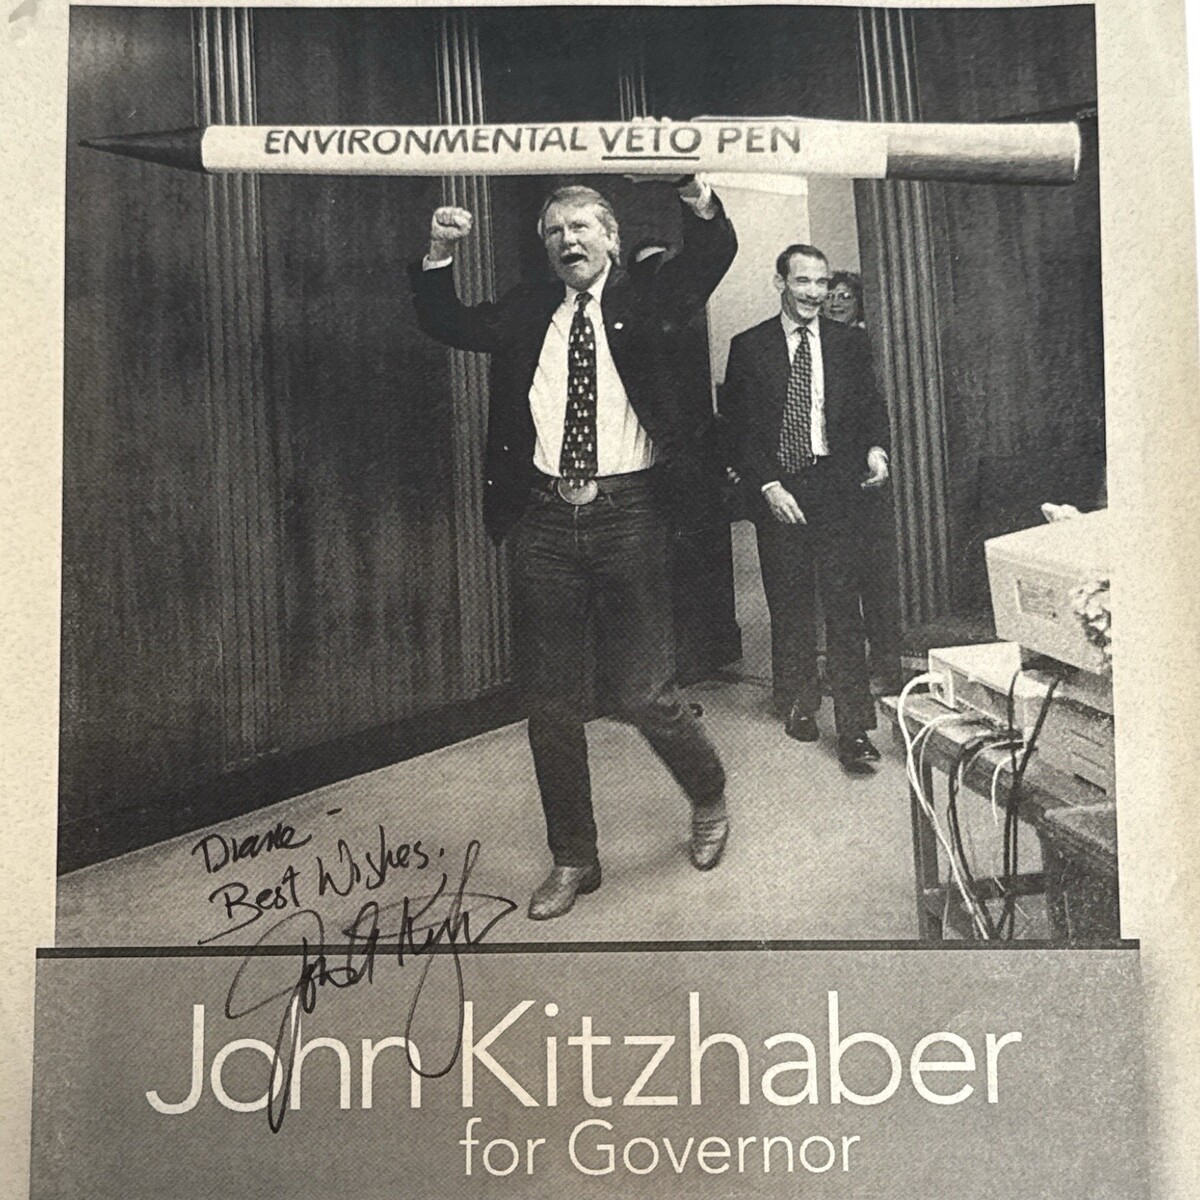 ENVIRONMENTAL VETO PEN
Diane -
Best Wishes,
John Kitzhaber
for Governor